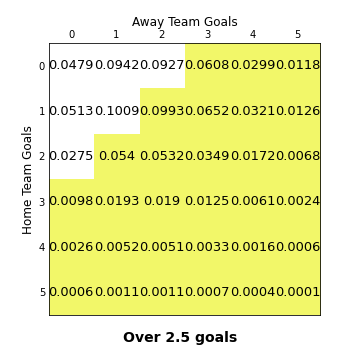 Away Team Goals
0 1 2 3 4 5
0 0.0479 0.0942 0.0927 0.0608 0.0299 0.0118
1 0.0513 0.1009 0.0993 0.0652 0.0321 0.0126
2 0.0275 0.054 0.0532 0.0349 0.0172 0.0068
3 0.0098 0.0193 0.019 0.0125 0.0061 0.0024
4 0.0026 0.0052 0.0051 0.0033 0.0016 0.0006
5 0.0006 0.0011 0.0011 0.0007 0.0004 0.0001
Home Team Goals
Over 2.5 goals